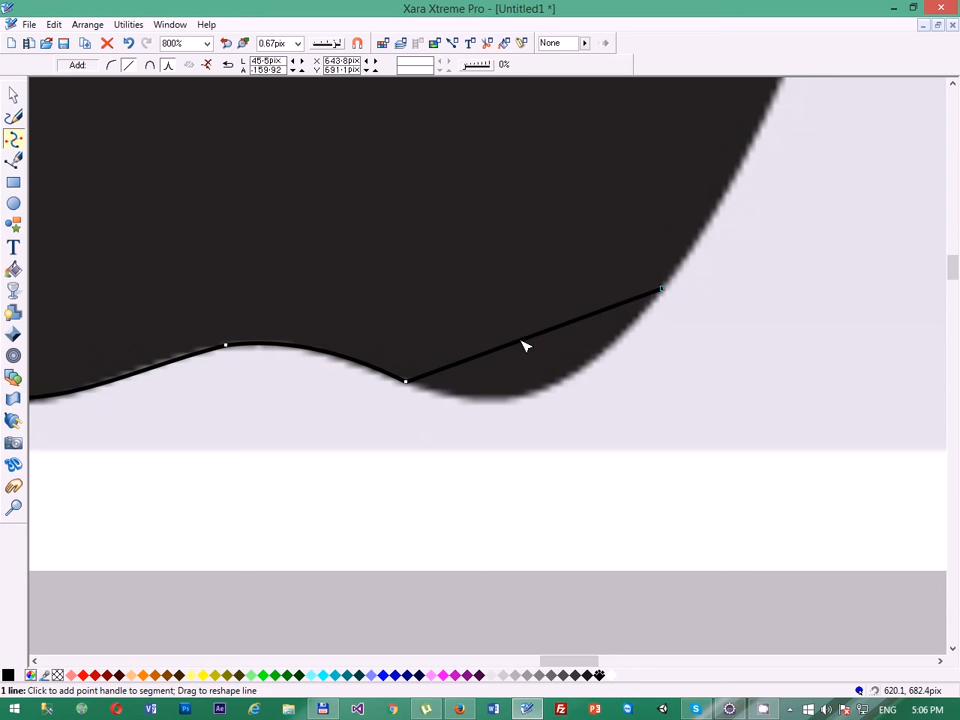 Xara Xtreme Pro - [Untitled1 *]
File Edit Arrange Utilities Window Help
800% 0.67pix None
Add: L 45·5pix X 643·8pix 0%
A -159·92 Y 691·1pix
1 line: Click to add point handle to segment; Drag to reshape line 620.1, 682.4pix
ENG 5:06 PM